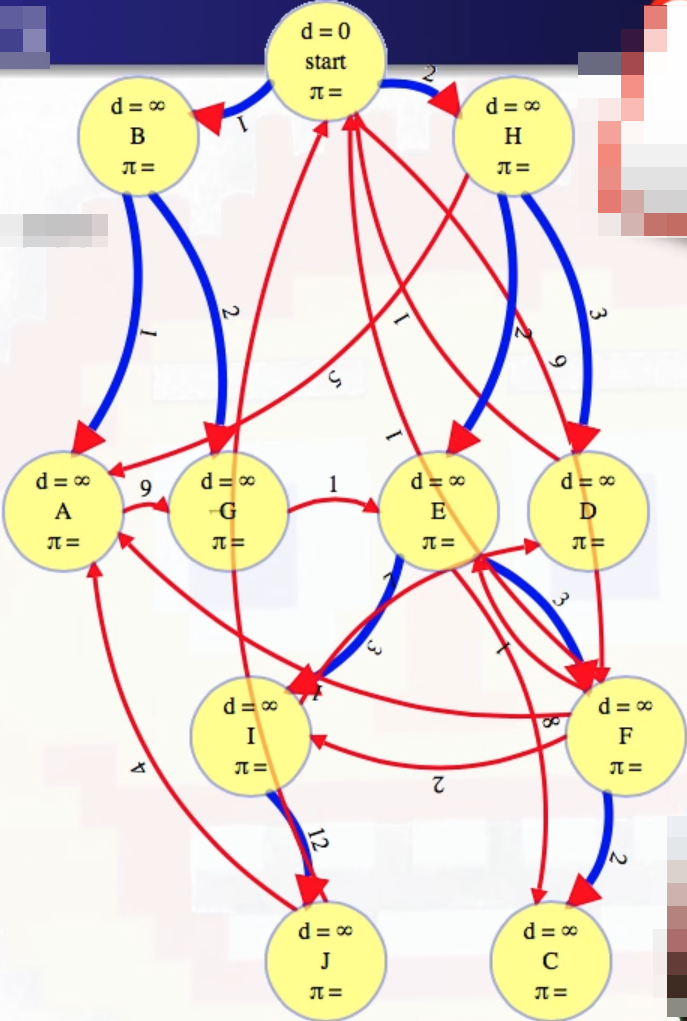 d = 0
start
π =
1
2
d = ∞
B
π =
d = ∞
H
π =
1
2
2
3
1
9
5
1
d = ∞
A
π =
9
d = ∞
G
π =
1
d = ∞
E
π =
d = ∞
D
π =
3
3
1
d = ∞
I
π =
8
d = ∞
F
π =
2
4
12
2
d = ∞
J
π =
d = ∞
C
π =